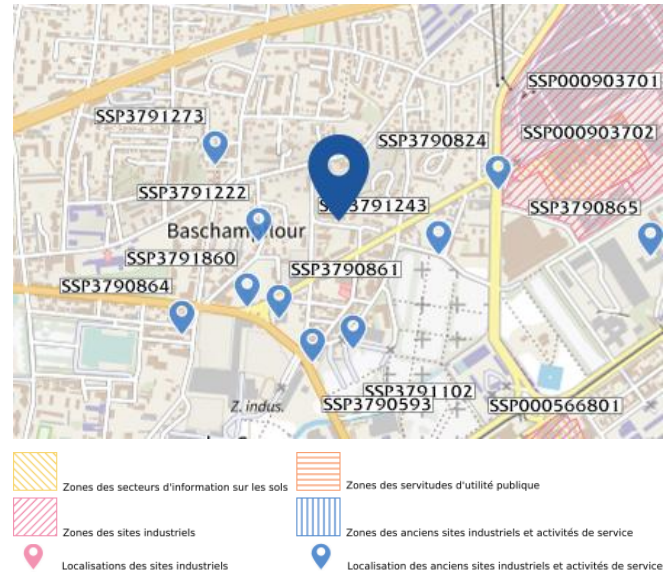 SSP000903701
SSP3791273
SSP000903702
SSP3790824
SSP3791222
SSP3791243
SSP3790865
Baschamplour
SSP3791860
SSP3790861
SSP3790864
SSP3791102
Z. indus.
SSP3790593
SSP000566801
Zones des secteurs d'information sur les sols
Zones des servitudes d'utilité publique
Zones des sites industriels
Zones des anciens sites industriels et activités de service
Localisations des sites industriels
Localisation des anciens sites industriels et activités de service